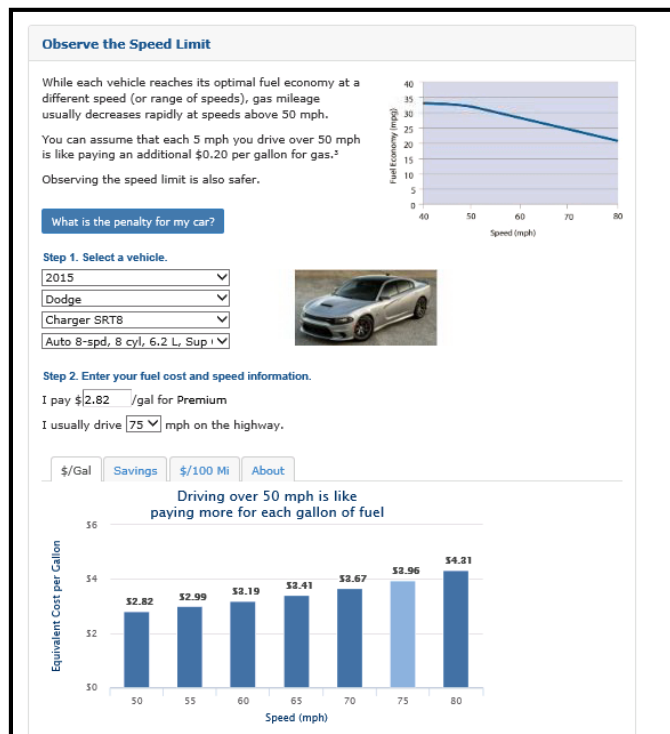 Observe the Speed Limit
While each vehicle reaches its optimal fuel economy at a
different speed (or range of speeds), gas mileage
usually decreases rapidly at speeds above 50 mph.
You can assume that each 5 mph you drive over 50 mph
is like paying an additional $0.20 per gallon for gas.³
Observing the speed limit is also safer.
Fuel Economy (mpg)
40
35
30
25
20
15
10
5
0
40 50 60 70 80
Speed (mph)
What is the penalty for my car?
Step 1. Select a vehicle.
2015
Dodge
Charger SRT8
Auto 8-spd, 8 cyl, 6.2 L, Sup
Step 2. Enter your fuel cost and speed information.
I pay $2.82 /gal for Premium
I usually drive 75 mph on the highway.
$/Gal Savings $/100 Mi About
Driving over 50 mph is like
paying more for each gallon of fuel
Equivalent Cost per Gallon
$6
$4
$2
$0
$2.82 $2.99 $3.19 $3.41 $3.67 $3.96 $4.31
50 55 60 65 70 75 80
Speed (mph)